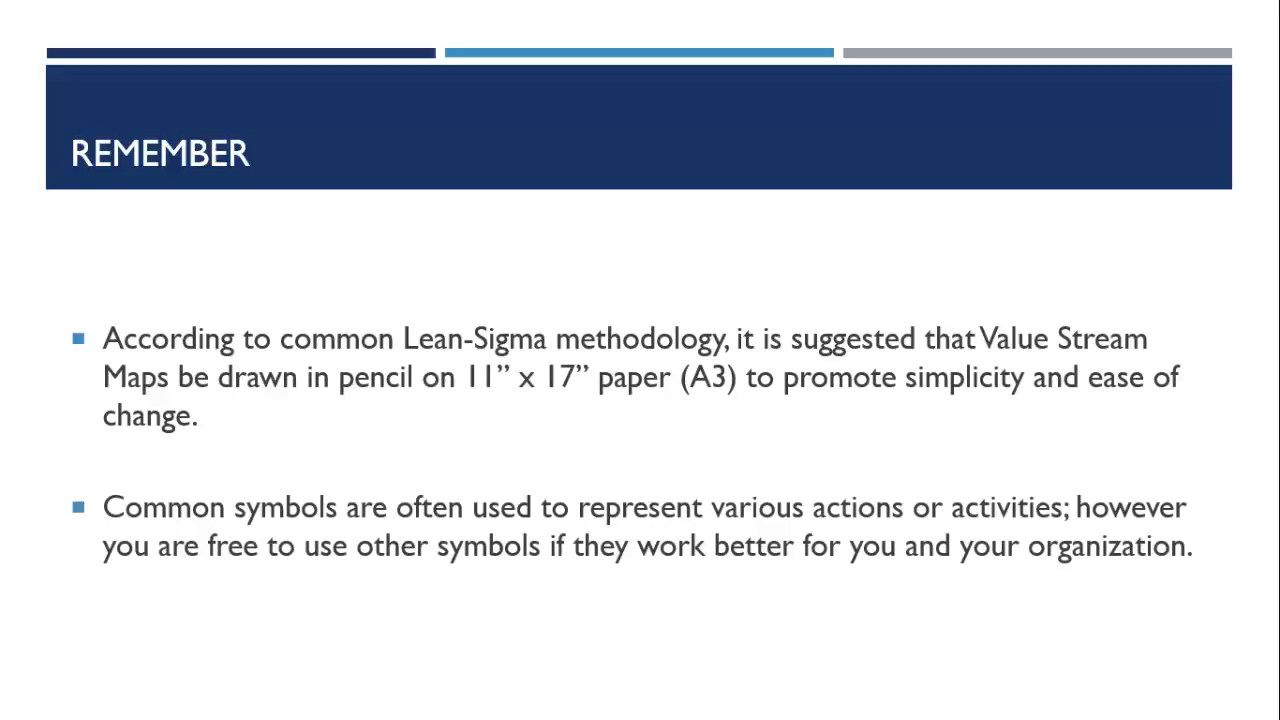 REMEMBER
According to common Lean-Sigma methodology, it is suggested that Value Stream
Maps be drawn in pencil on 11” x 17” paper (A3) to promote simplicity and ease of
change.
Common symbols are often used to represent various actions or activities; however
you are free to use other symbols if they work better for you and your organization.